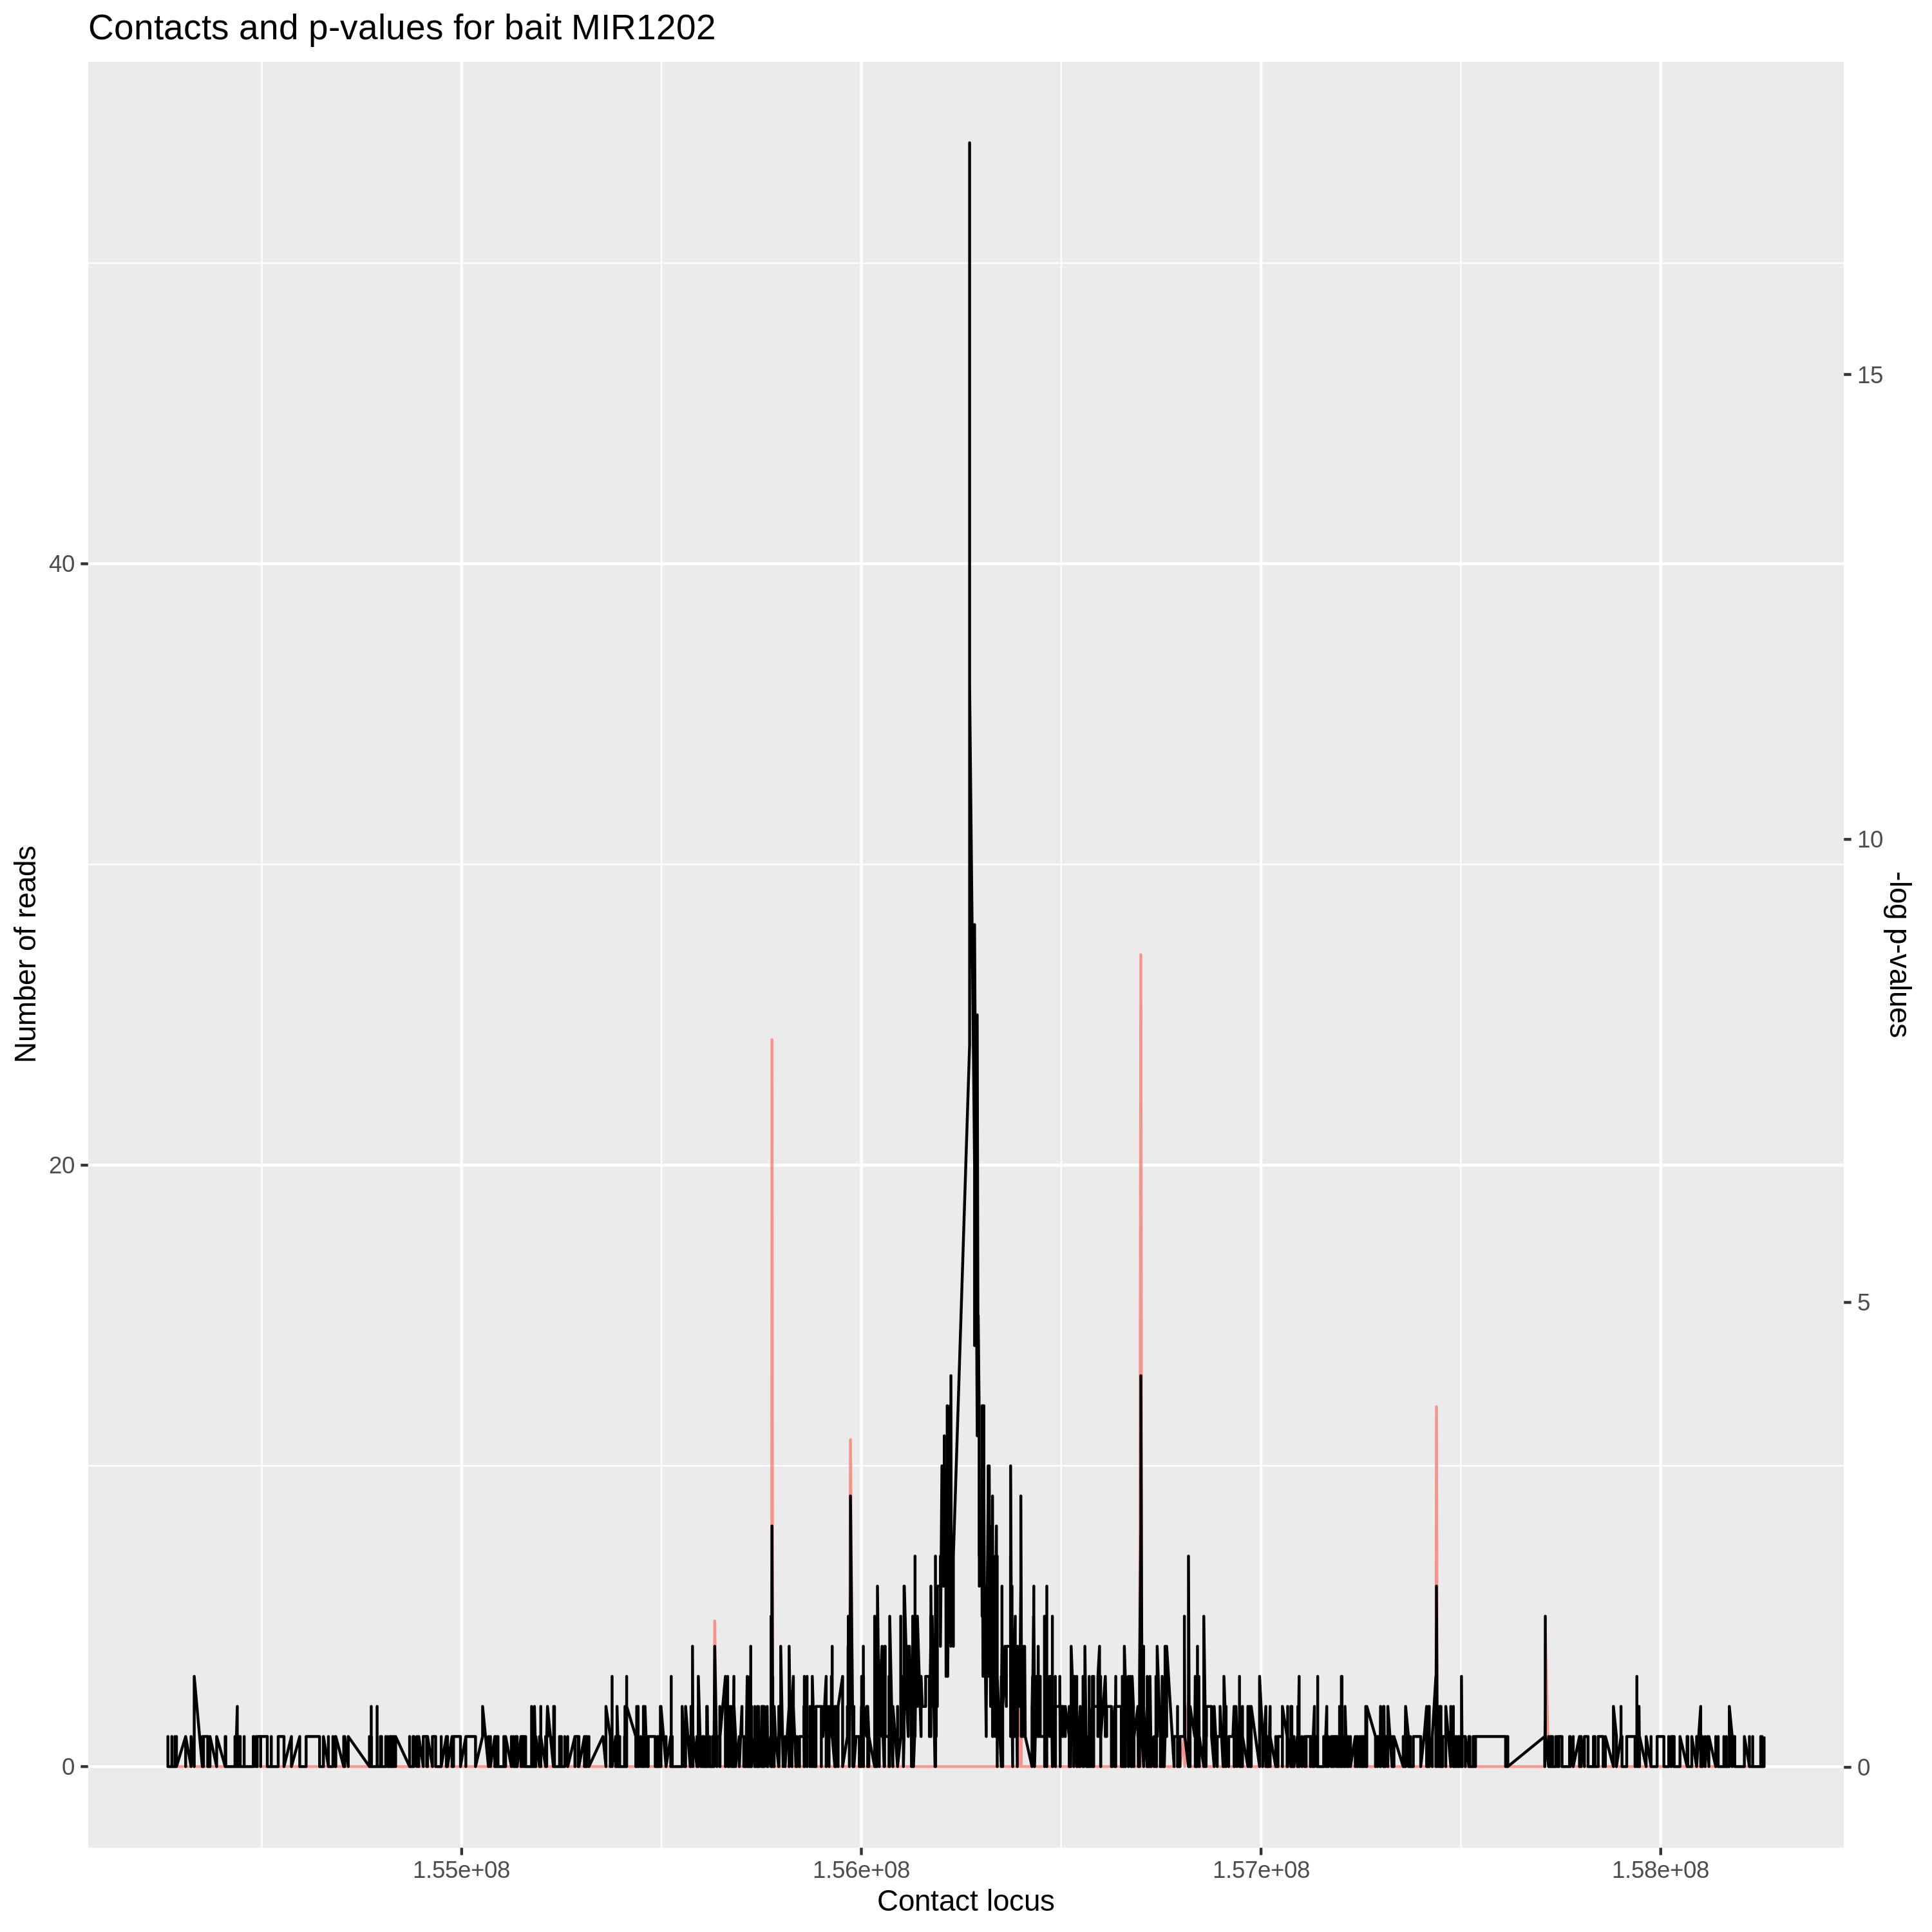 Contacts and p-values for bait MIR1202
Number of reads
40
20
0
15
10
5
0
-log p-values
1.55e+08
1.56e+08
1.57e+08
1.58e+08
Contact locus